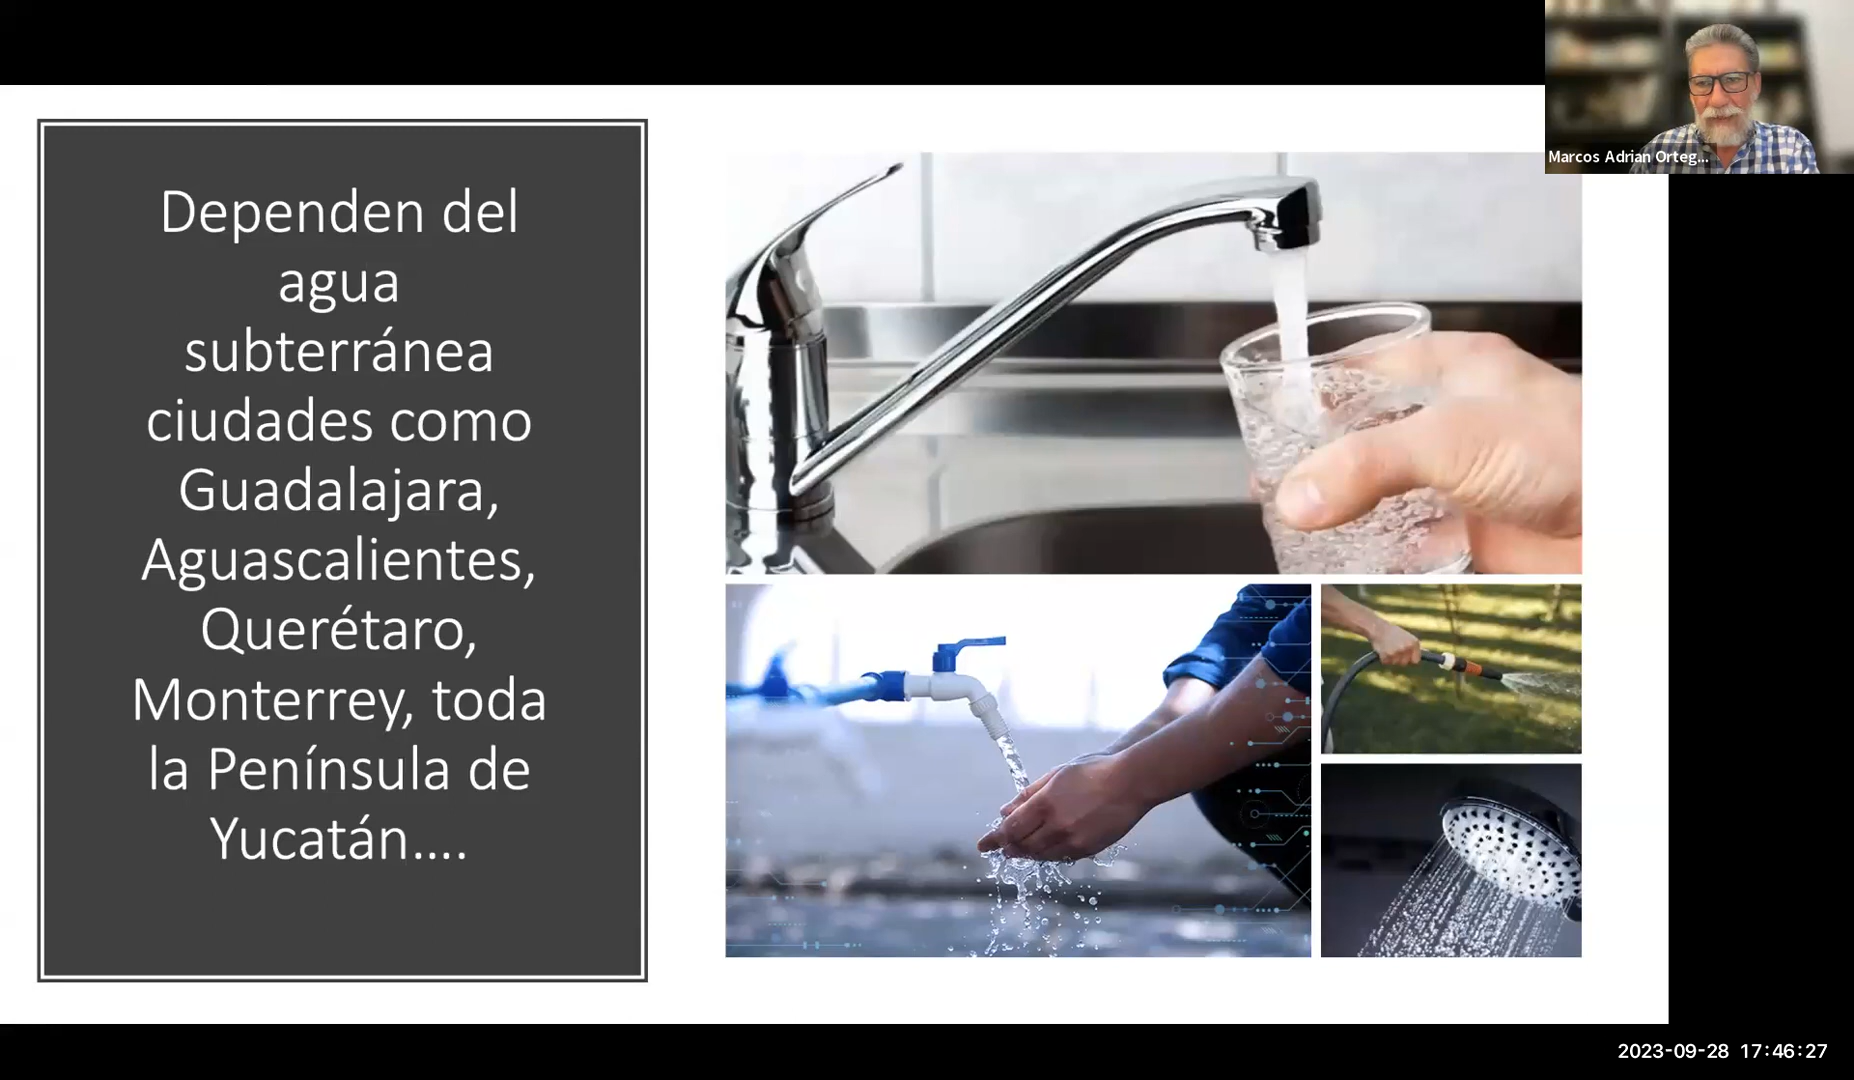 Dependen del
agua
subterránea
ciudades como
Guadalajara,
Aguascalientes,
Querétaro,
Monterrey, toda
la Península de
Yucatán....
Marcos Adrian Orteg...
2023-09-28 17:46:27